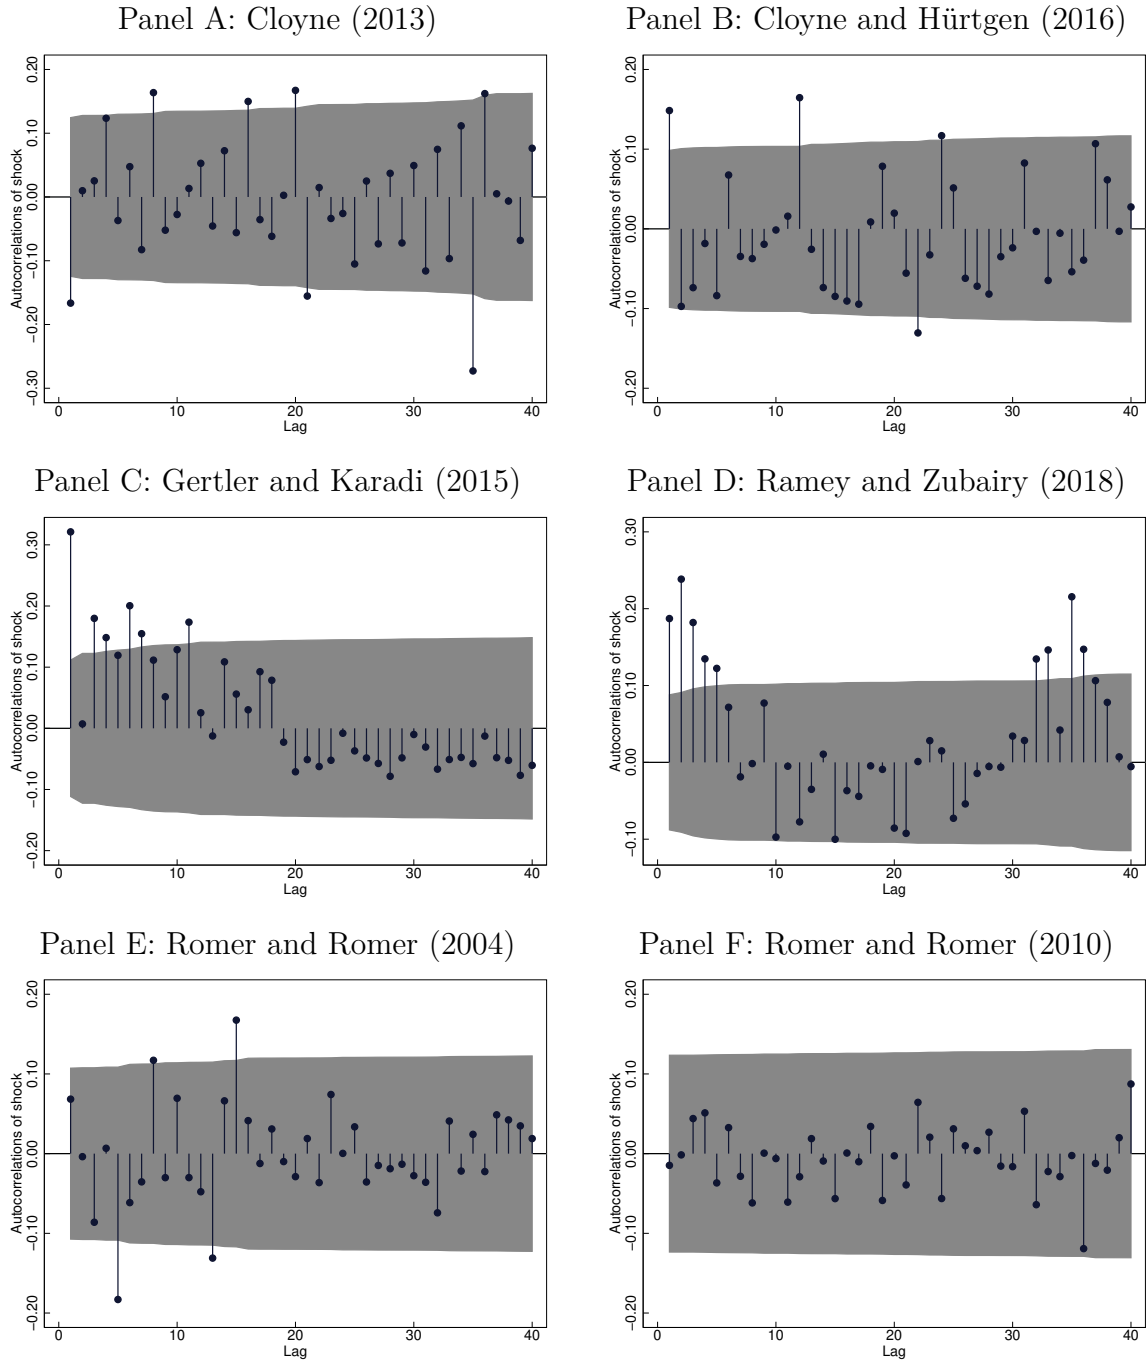 Panel A: Cloyne (2013)
Autocorrelations of shock
0.20
0.10
0.00
−0.10
−0.20
−0.30
0 10 20 30 40
Lag
Panel B: Cloyne and Hürtgen (2016)
Autocorrelations of shock
0.20
0.10
0.00
−0.10
−0.20
0 10 20 30 40
Lag
Panel C: Gertler and Karadi (2015)
Autocorrelations of shock
0.30
0.20
0.10
0.00
−0.10
−0.20
0 10 20 30 40
Lag
Panel D: Ramey and Zubairy (2018)
Autocorrelations of shock
0.30
0.20
0.10
0.00
−0.10
0 10 20 30 40
Lag
Panel E: Romer and Romer (2004)
Autocorrelations of shock
0.20
0.10
0.00
−0.10
−0.20
0 10 20 30 40
Lag
Panel F: Romer and Romer (2010)
Autocorrelations of shock
0.20
0.10
0.00
−0.10
−0.20
0 10 20 30 40
Lag